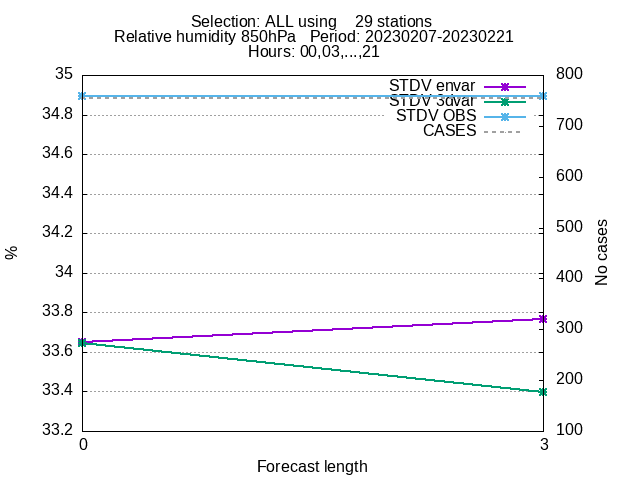 Selection: ALL using    29 stations
Relative humidity 850hPa   Period: 20230207-20230221
Hours: 00,03,...,21
35
34.8
34.6
34.4
34.2
34
33.8
33.6
33.4
33.2
%
800
700
600
500
400
300
200
100
No cases
STDV envar
STDV 3dvar
STDV OBS
CASES
0
3
Forecast length